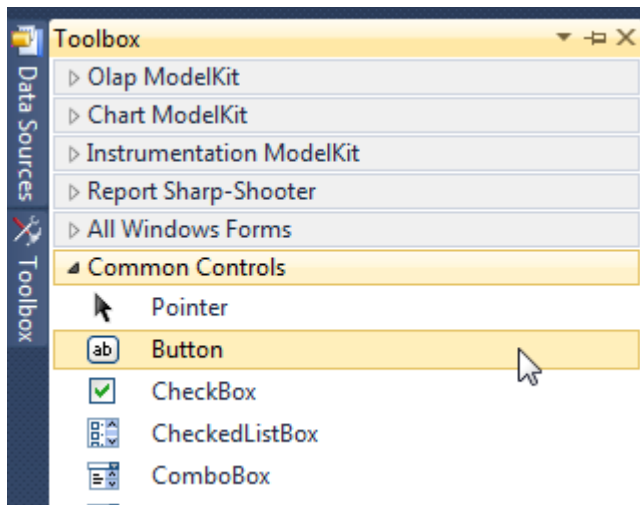 Toolbox
Olap ModelKit
Chart ModelKit
Instrumentation ModelKit
Report Sharp-Shooter
All Windows Forms
Common Controls
Pointer
ab Button
CheckBox
CheckedListBox
ComboBox
Data Sources
Toolbox